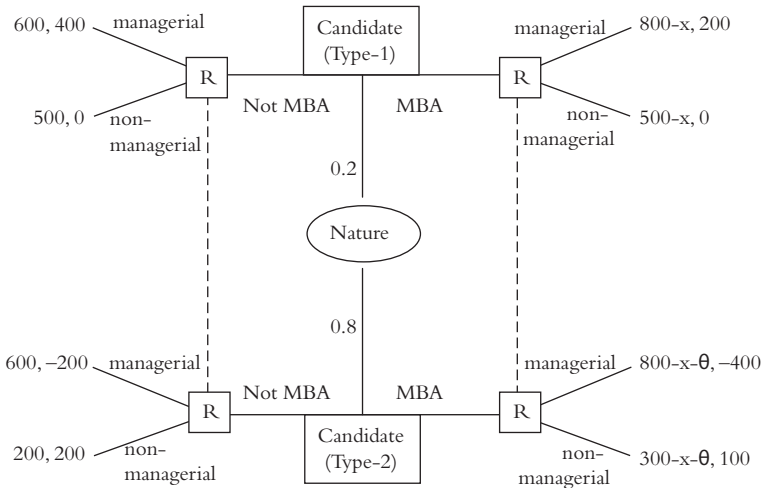 600, 400
managerial
Candidate
(Type-1)
managerial
800-x, 200
R
R
500, 0
non-
managerial
Not MBA
MBA
non-
managerial
500-x, 0
0.2
Nature
0.8
600, –200
managerial
Not MBA
MBA
managerial
800-x-θ, –400
R
R
200, 200
non-
managerial
Candidate
(Type-2)
non-
managerial
300-x-θ, 100